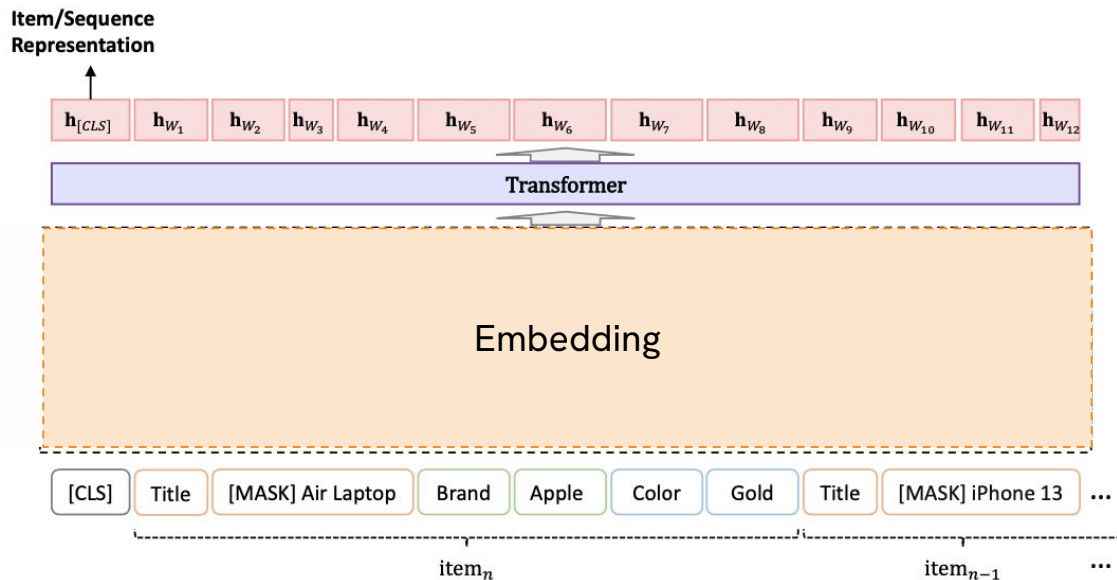 Item/Sequence
Representation
h[CLS] hW1 hW2 hW3 hW4 hW5 hW6 hW7 hW8 hW9 hW10 hW11 hW12
Transformer
Embedding
[CLS] Title [MASK] Air Laptop Brand Apple Color Gold Title [MASK] iPhone 13 ...
itemn itemn−1 ...